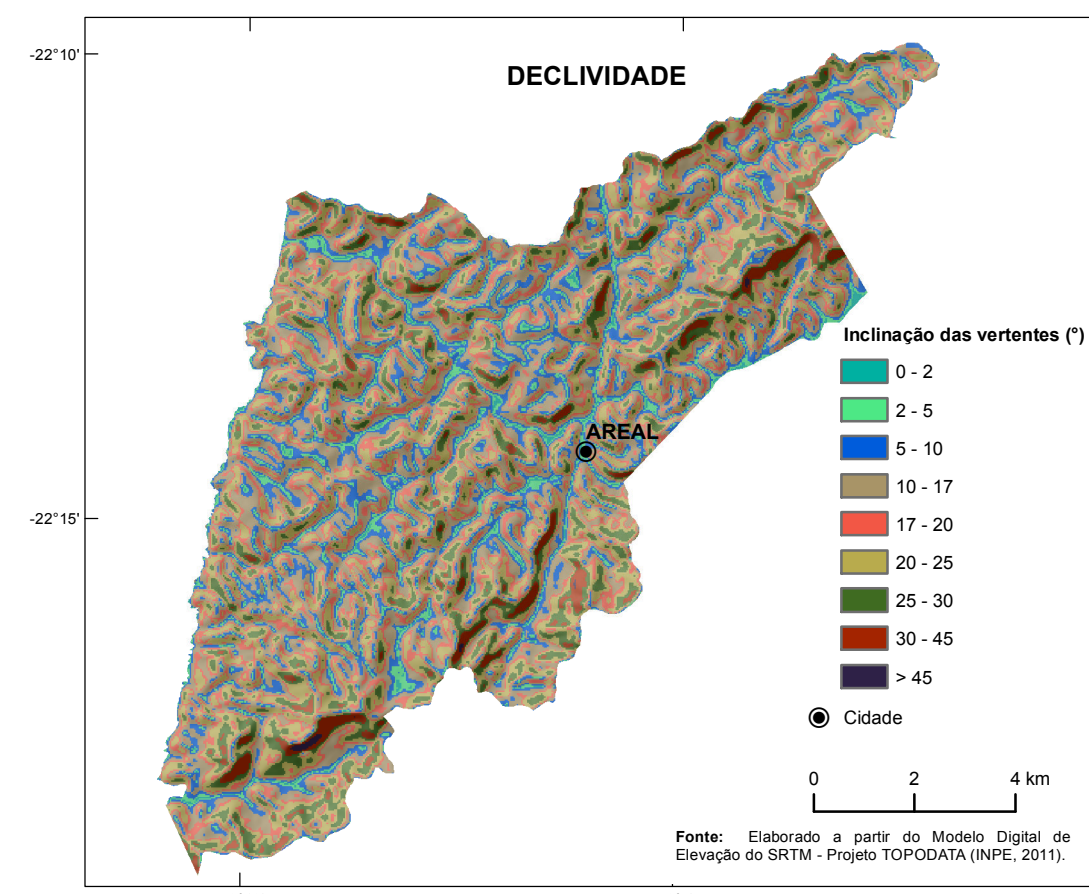 -22°10'
DECLIVIDADE
Inclinação das vertentes (°)
0 - 2
2 - 5
5 - 10
10 - 17
17 - 20
20 - 25
25 - 30
30 - 45
> 45
Cidade
AREAL
-22°15'
0 2 4 km
Fonte: Elaborado a partir do Modelo Digital de
Elevação do SRTM - Projeto TOPODATA (INPE, 2011).